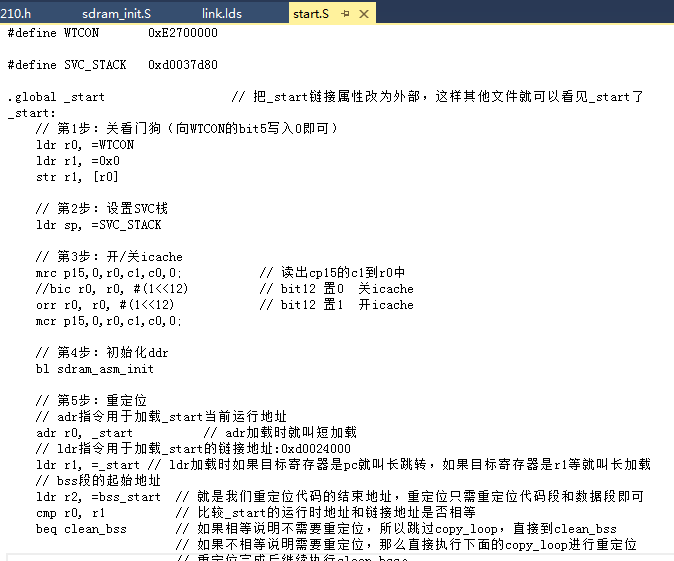 210.h sdram_init.S link.lds start.S
#define WTCON 0xE2700000
#define SVC_STACK 0xd0037d80
.global _start // 把_start链接属性改为外部，这样其他文件就可以看见_start了
_start:
// 第1步：关看门狗（向WTCON的bit5写入0即可）
ldr r0, =WTCON
ldr r1, =0x0
str r1, [r0]
// 第2步：设置SVC栈
ldr sp, =SVC_STACK
// 第3步：开/关icache
mrc p15,0,r0,c1,c0,0; // 读出cp15的c1到r0中
//bic r0, r0, #(1<<12) // bit12 置0 关icache
orr r0, r0, #(1<<12) // bit12 置1 开icache
mcr p15,0,r0,c1,c0,0;
// 第4步：初始化ddr
bl sdram_asm_init
// 第5步：重定位
// adr指令用于加载_start当前运行地址
adr r0, _start // adr加载时就叫短加载
// ldr指令用于加载_start的链接地址:0xd0024000
ldr r1, =_start // ldr加载时如果目标寄存器是pc就叫长跳转，如果目标寄存器是r1等就叫长加载
// bss段的起始地址
ldr r2, =bss_start // 就是我们重定位代码的结束地址，重定位只需重定位代码段和数据段即可
cmp r0, r1 // 比较_start的运行时地址和链接地址是否相等
beq clean_bss // 如果相等说明不需要重定位，所以跳过copy_loop，直接到clean_bss
// 如果不相等说明需要重定位，那么直接执行下面的copy_loop进行重定位
// 重定位完成后继续执行clean_bss。